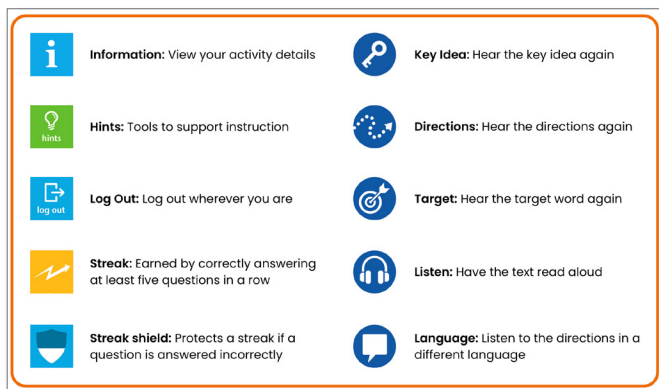 Information: View your activity details
hints
Hints: Tools to support instruction
log out
Log Out: Log out wherever you are
Streak: Earned by correctly answering
at least five questions in a row
Streak shield: Protects a streak if a
question is answered incorrectly
Key Idea: Hear the key idea again
Directions: Hear the directions again
Target: Hear the target word again
Listen: Have the text read aloud
Language: Listen to the directions in a
different language